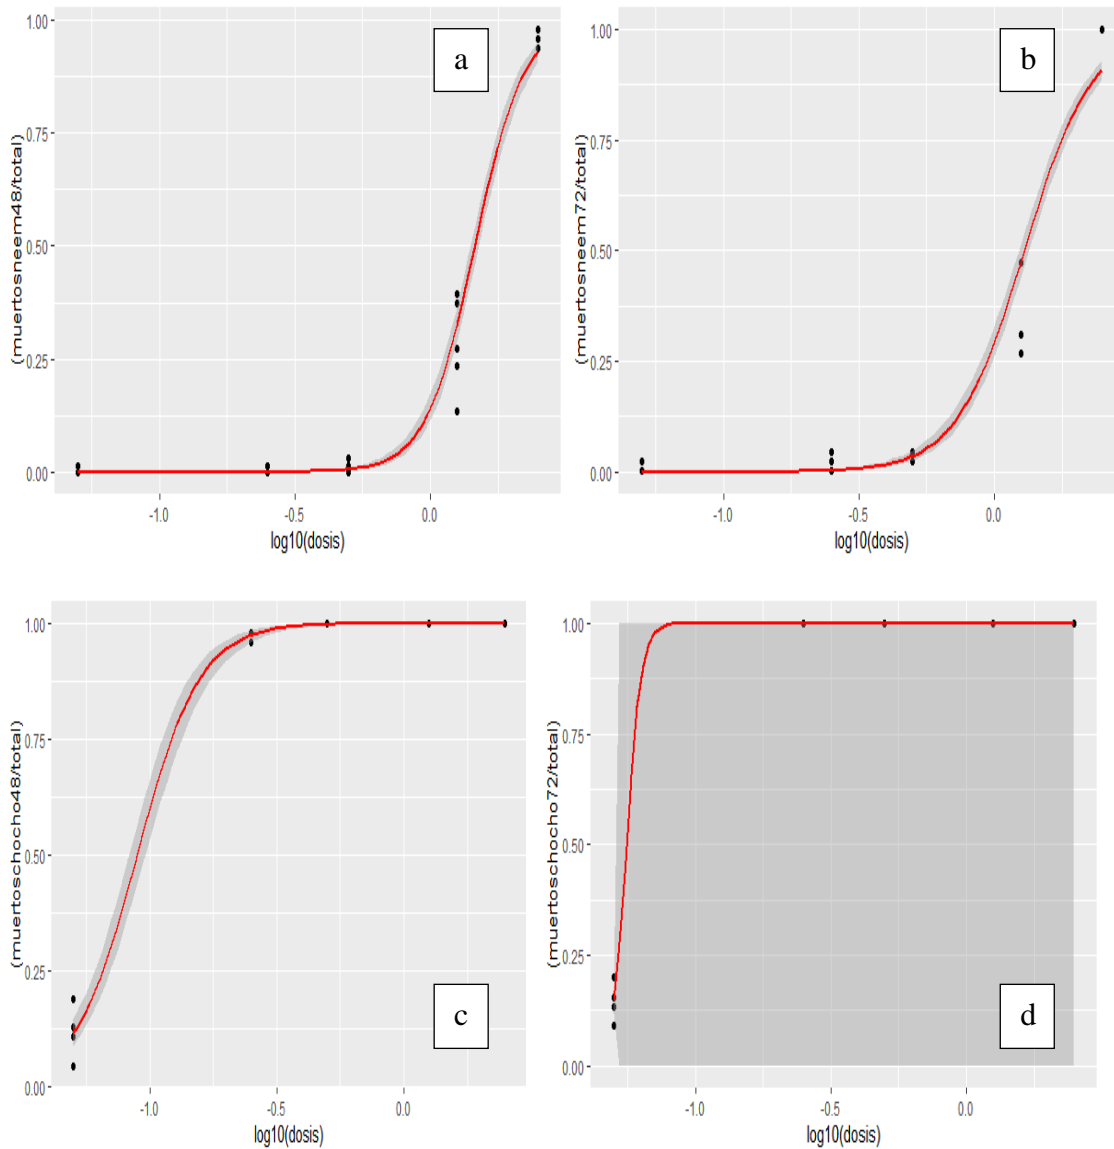 a
(muertosneem48/total)
1.00
0.75
0.50
0.25
0.00
-1.0
-0.5
0.0
log10(dosis)
b
(muertosneem72/total)
1.00
0.75
0.50
0.25
0.00
-1.0
-0.5
0.0
log10(dosis)
c
(muertoschocho48/total)
1.00
0.75
0.50
0.25
0.00
-1.0
-0.5
0.0
log10(dosis)
d
(muertoschocho72/total)
1.00
0.75
0.50
0.25
0.00
-1.0
-0.5
0.0
log10(dosis)